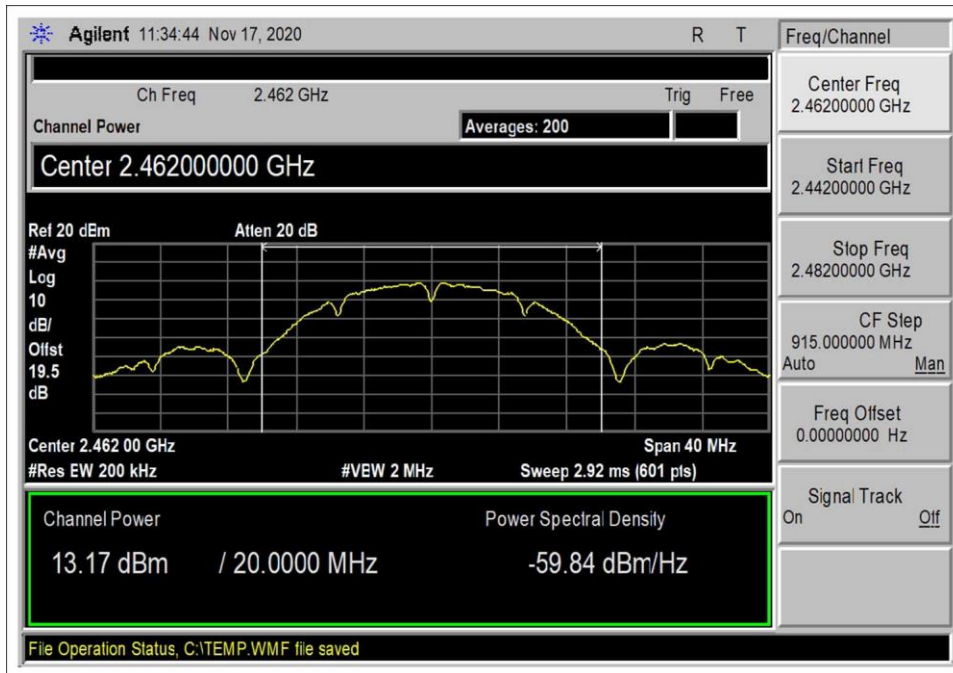 Agilent 11:34:44 Nov 17, 2020 R T
Ch Freq 2.462 GHz Trig Free
Channel Power Averages: 200
Center 2.462000000 GHz
Ref 20 dBm Atten 20 dB
#Avg
Log
10
dB/
Offst
19.5
dB
Center 2.462 00 GHz Span 40 MHz
#Res EW 200 kHz #VEW 2 MHz Sweep 2.92 ms (601 pts)
Channel Power Power Spectral Density
13.17 dBm / 20.0000 MHz -59.84 dBm/Hz
File Operation Status, C:\TEMP.WMF file saved
Freq/Channel
Center Freq
2.46200000 GHz
Start Freq
2.44200000 GHz
Stop Freq
2.48200000 GHz
CF Step
915.000000 MHz
Auto Man
Freq Offset
0.00000000 Hz
Signal Track
On Off